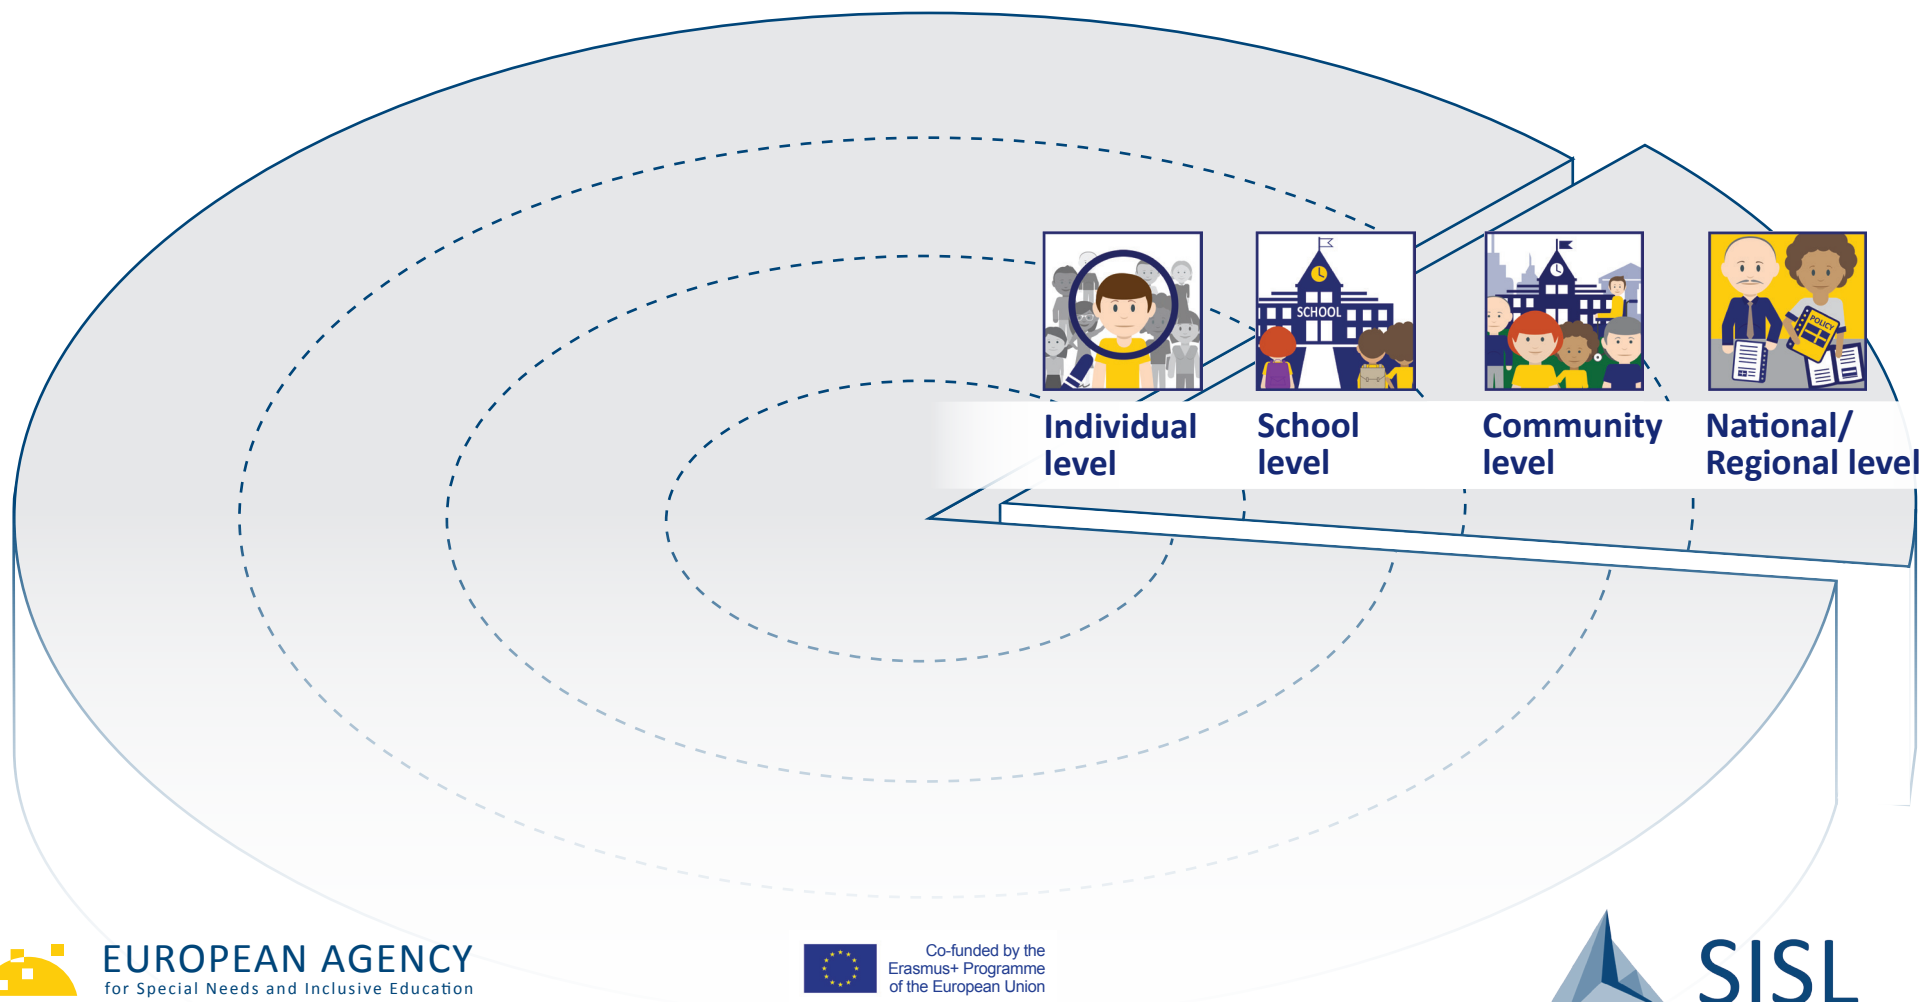 SCHOOL
POLICY
Individual
level
School
level
Community
level
National/
Regional level
EUROPEAN AGENCY
for Special Needs and Inclusive Education
Co-funded by the
Erasmus+ Programme
of the European Union
SISL